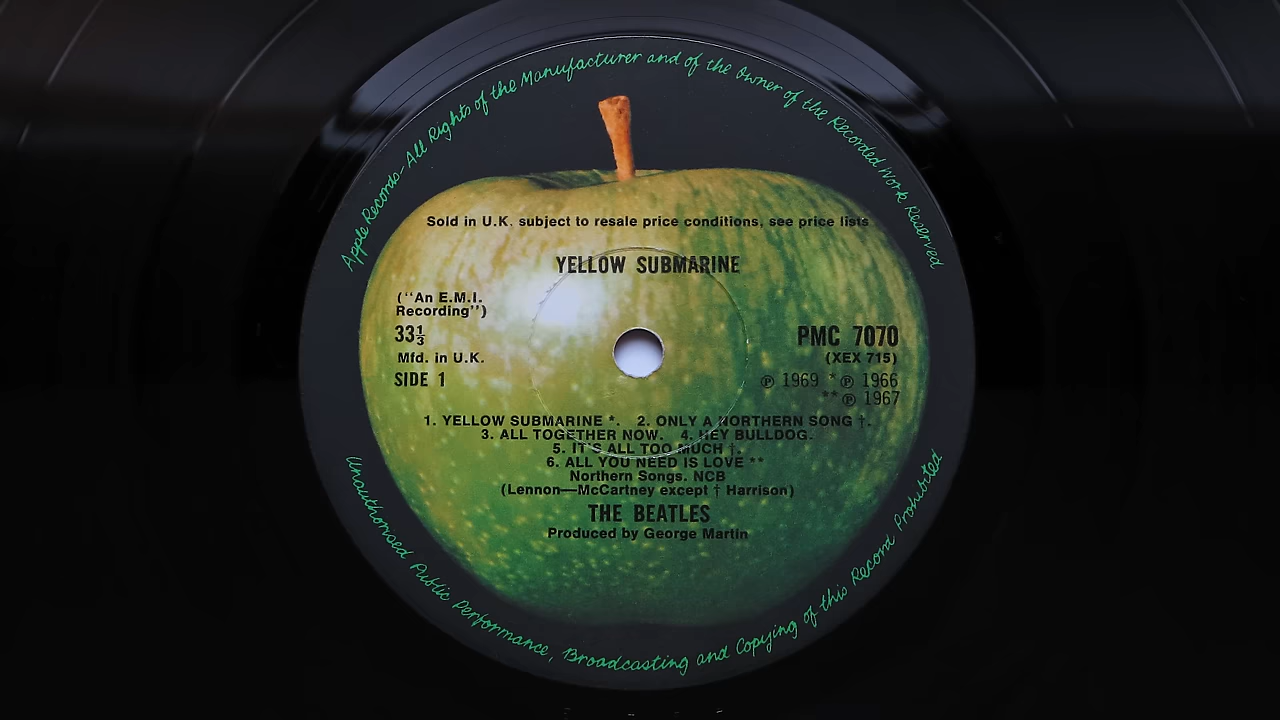 Apple Records-All Rights of the Manufacturer and of the Owner of the Recorded Work Reserved
Sold in U.K. subject to resale price conditions, see price lists
YELLOW SUBMARINE
(“An E.M.I.
Recording”)
33⅓
Mfd. in U.K.
SIDE 1
PMC 7070
(XEX 715)
℗ 1969 *℗ 1966
**℗ 1967
1. YELLOW SUBMARINE *. 2. ONLY A NORTHERN SONG †.
3. ALL TOGETHER NOW. 4. HEY BULLDOG.
5. IT'S ALL TOO MUCH †.
6. ALL YOU NEED IS LOVE **
Northern Songs. NCB
(Lennon—McCartney except † Harrison)
THE BEATLES
Produced by George Martin
Unauthorised Public Performance, Broadcasting and Copying of this Record Prohibited